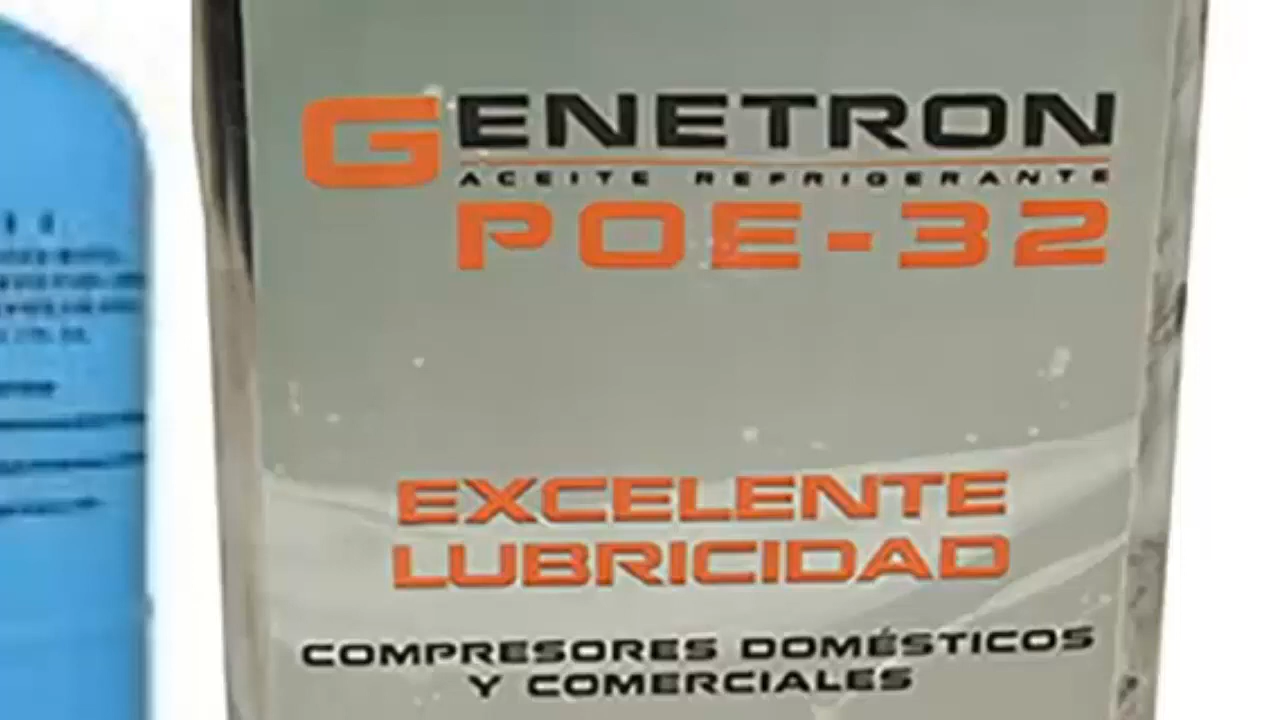 GENETRON
ACEITE REFRIGERANTE
POE-32
EXCELENTE
LUBRICIDAD
COMPRESORES DOMÉSTICOS
Y COMERCIALES